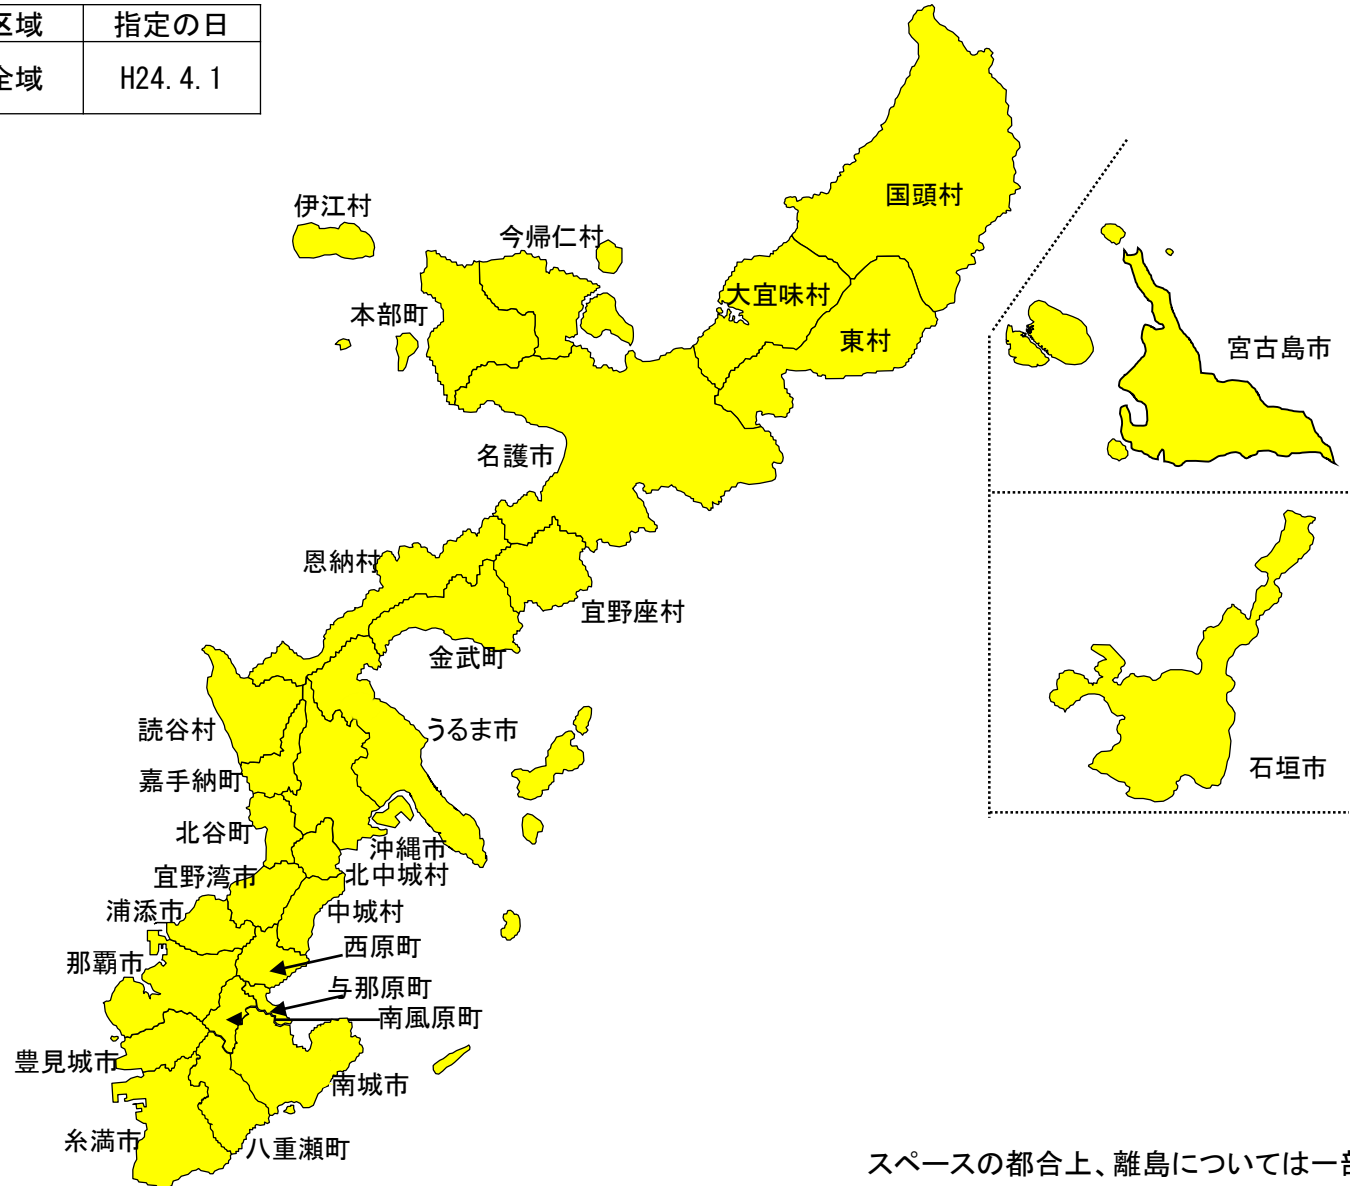 区域 指定の日
全域 H24.4.1
国頭村
伊江村
今帰仁村
大宜味村
本部町
東村
宮古島市
名護市
恩納村
宜野座村
金武町
読谷村
うるま市
石垣市
嘉手納町
北谷町
沖縄市
宜野湾市
北中城村
浦添市
中城村
西原町
那覇市
与那原町
南風原町
豊見城市
南城市
糸満市
八重瀬町
スペースの都合上、離島については一部